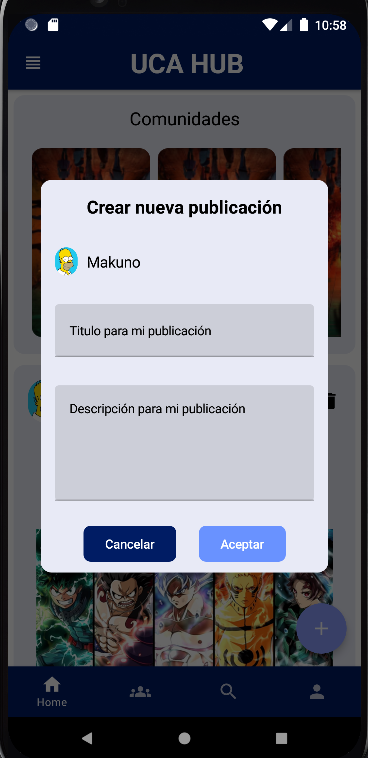 10:58
UCA HUB
Comunidades
Crear nueva publicación
Makuno
Titulo para mi publicación
Descripción para mi publicación
Cancelar
Aceptar
Home